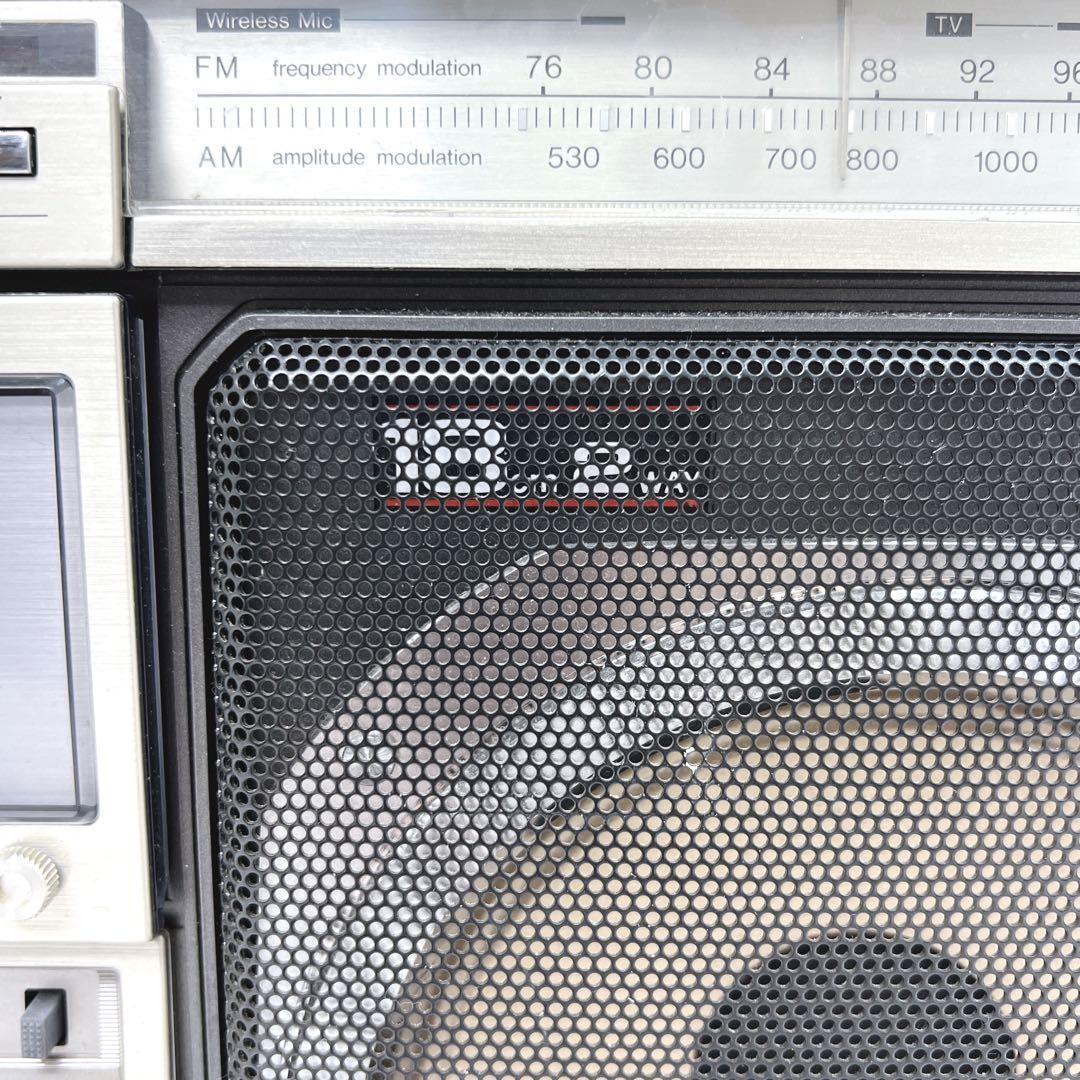 Wireless Mic TV
FM frequency modulation 76 80 84 88 92 96
AM amplitude modulation 530 600 700 800 1000